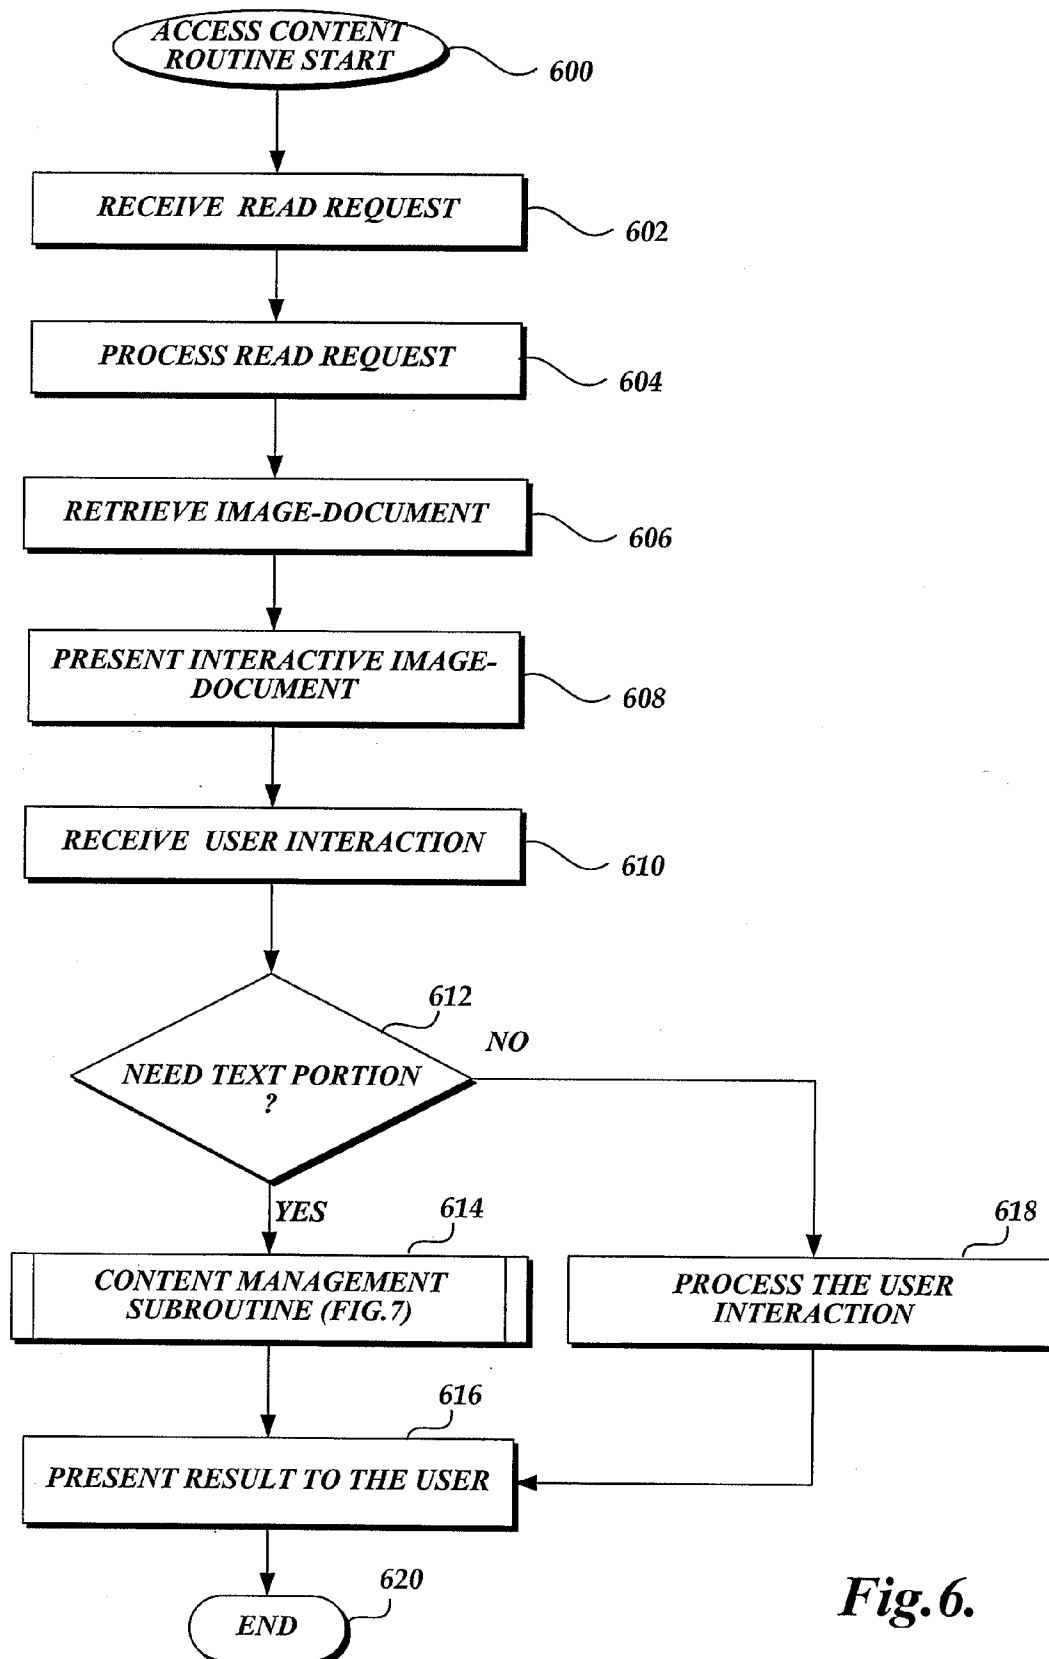 ACCESS CONTENT
ROUTINE START
600
RECEIVE READ REQUEST
602
PROCESS READ REQUEST
604
RETRIEVE IMAGE-DOCUMENT
606
PRESENT INTERACTIVE IMAGE-
DOCUMENT
608
RECEIVE USER INTERACTION
610
612
NO
NEED TEXT PORTION
?
YES
614
618
CONTENT MANAGEMENT
SUBROUTINE (FIG.7)
PROCESS THE USER
INTERACTION
616
PRESENT RESULT TO THE USER
620
END
Fig.6.